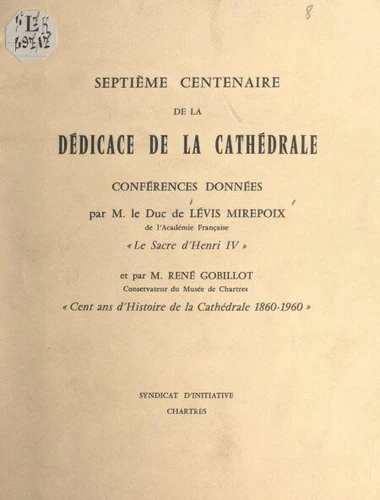 8
SEPTIÈME CENTENAIRE
DE LA
DÉDICACE DE LA CATHÉDRALE
CONFÉRENCES DONNÉES
par M. le Duc de LÉVIS MIREPOIX
de l'Académie Française
« Le Sacre d'Henri IV »
et par M. RENÉ GOBILLOT
Conservateur du Musée de Chartres
« Cent ans d'Histoire de la Cathédrale 1860-1960 »
SYNDICAT D'INITIATIVE
CHARTRES